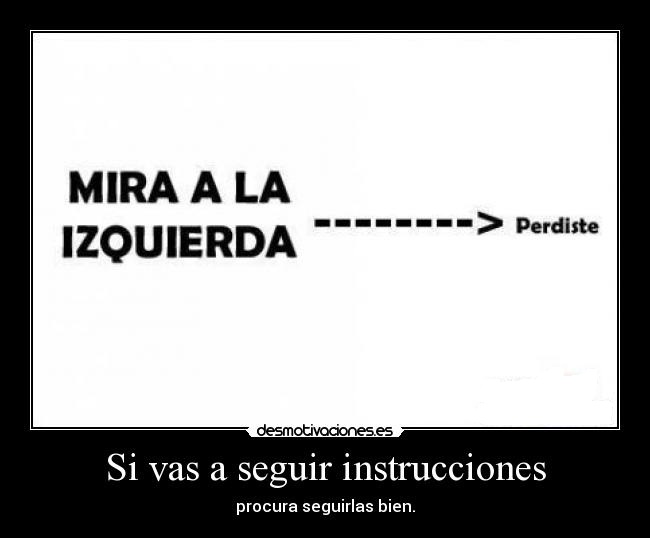 MIRA A LA
IZQUIERDA
--------> Perdiste
desmotivaciones.es
Si vas a seguir instrucciones
procura seguirlas bien.